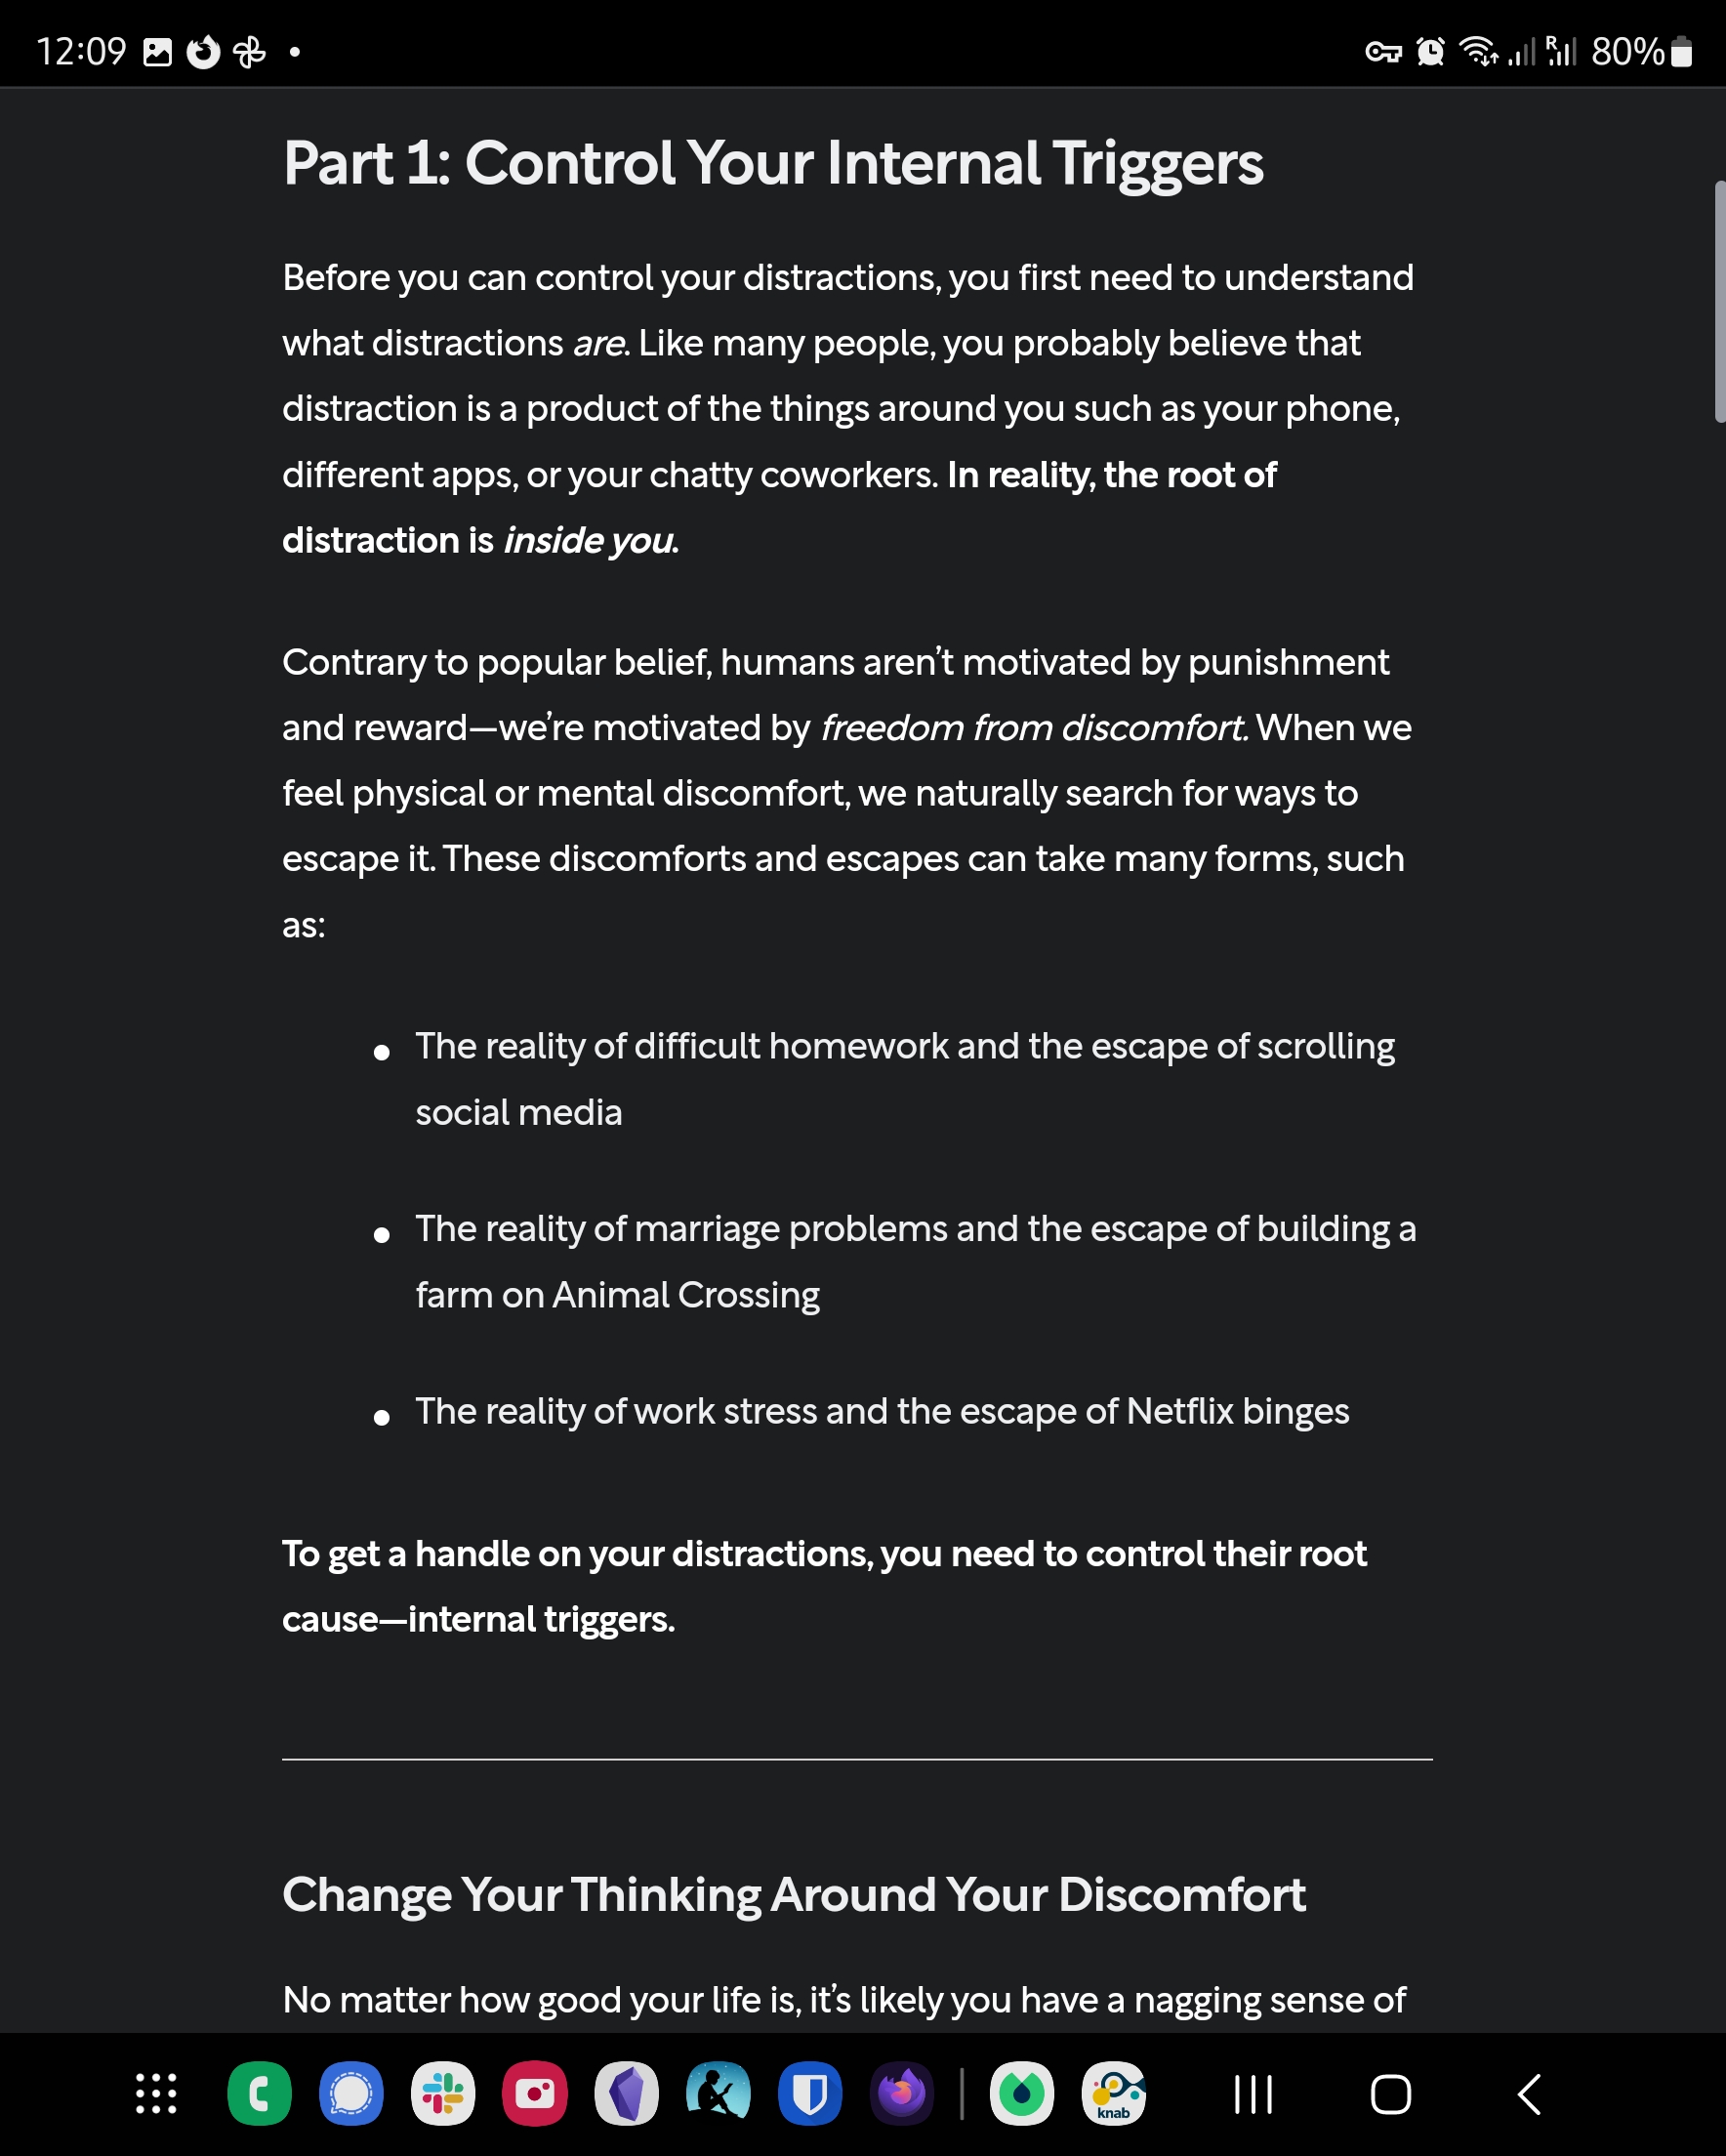 12:09
R
80%
Part 1: Control Your Internal Triggers
Before you can control your distractions, you first need to understand
what distractions are. Like many people, you probably believe that
distraction is a product of the things around you such as your phone,
different apps, or your chatty coworkers. In reality, the root of
distraction is inside you.
Contrary to popular belief, humans aren’t motivated by punishment
and reward—we’re motivated by freedom from discomfort. When we
feel physical or mental discomfort, we naturally search for ways to
escape it. These discomforts and escapes can take many forms, such
as:
• The reality of difficult homework and the escape of scrolling
social media
• The reality of marriage problems and the escape of building a
farm on Animal Crossing
• The reality of work stress and the escape of Netflix binges
To get a handle on your distractions, you need to control their root
cause—internal triggers.
Change Your Thinking Around Your Discomfort
No matter how good your life is, it’s likely you have a nagging sense of
knab